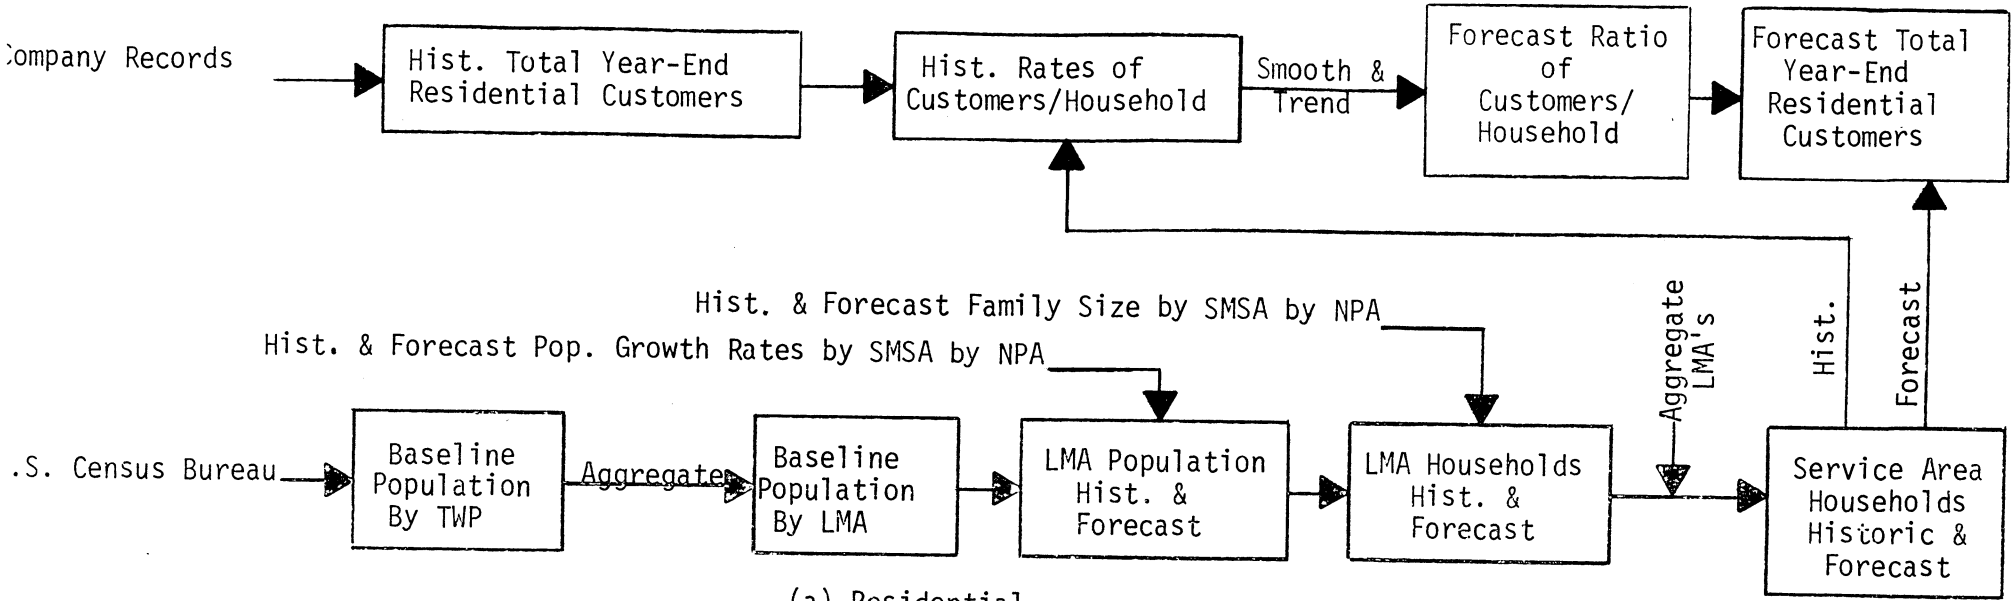 Company Records
Hist. Total Year-End
Residential Customers
Hist. Rates of
Customers/Household
Smooth &
Trend
Forecast Ratio
of
Customers/
Household
Forecast Total
Year-End
Residential
Customers
Hist. & Forecast Family Size by SMSA by NPA
Hist. & Forecast Pop. Growth Rates by SMSA by NPA
Aggregate
LMA's
Hist.
Forecast
.S. Census Bureau
Baseline
Population
By TWP
Aggregate
Baseline
Population
By LMA
LMA Population
Hist. &
Forecast
LMA Households
Hist. &
Forecast
Service Area
Households
Historic &
Forecast
(a) Residential